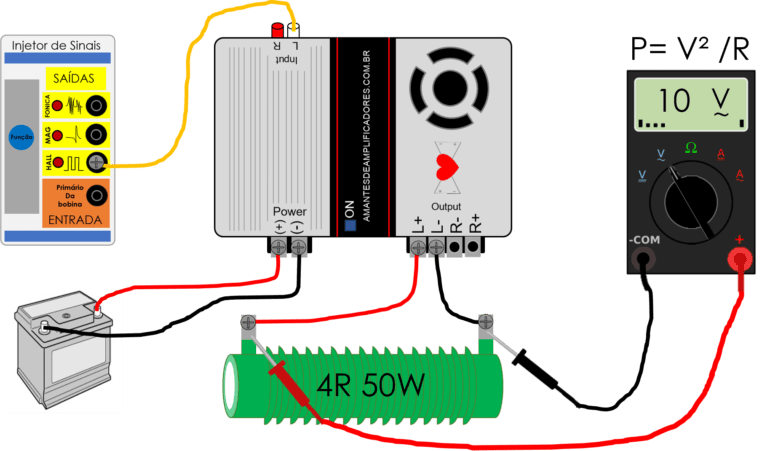 Injetor de Sinais
SAÍDAS
FONICA
MAG
HALL
Função
Primário
Da
bobina
ENTRADA
R
L
Input
Power
(+)
(-)
ON
AMANTESDEAMPLIFICADORES.COM.BR
Output
L+
L-
R-
R+
4R 50W
P= V² /R
10 V
~
V
~
Ω
A
V
A
~
-COM
+